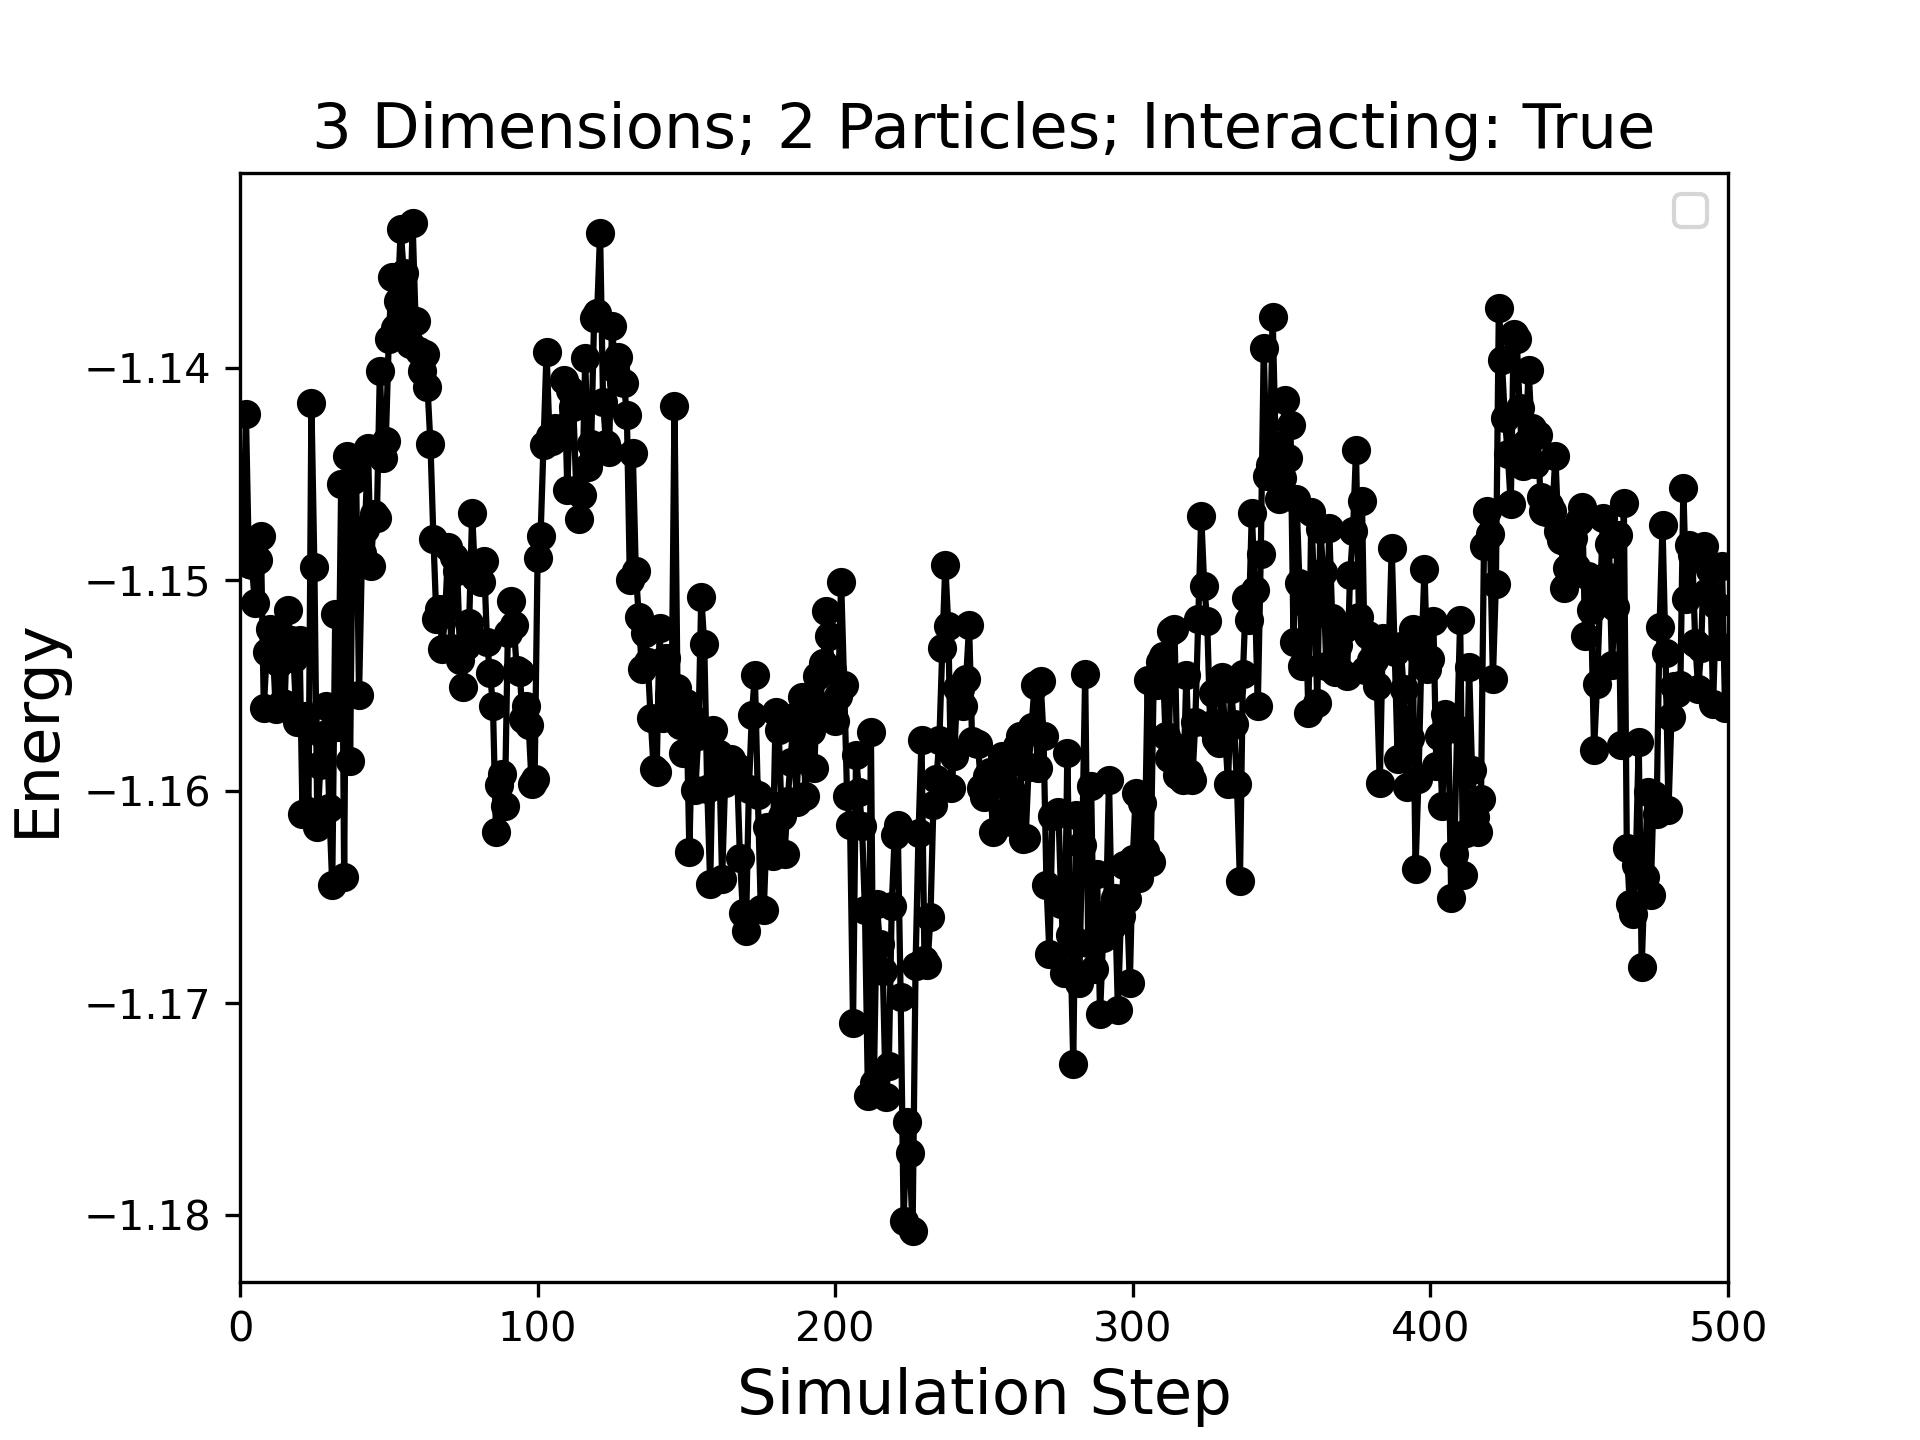 3 Dimensions; 2 Particles; Interacting: True
Energy
−1.14
−1.15
−1.16
−1.17
−1.18
0 100 200 300 400 500
Simulation Step